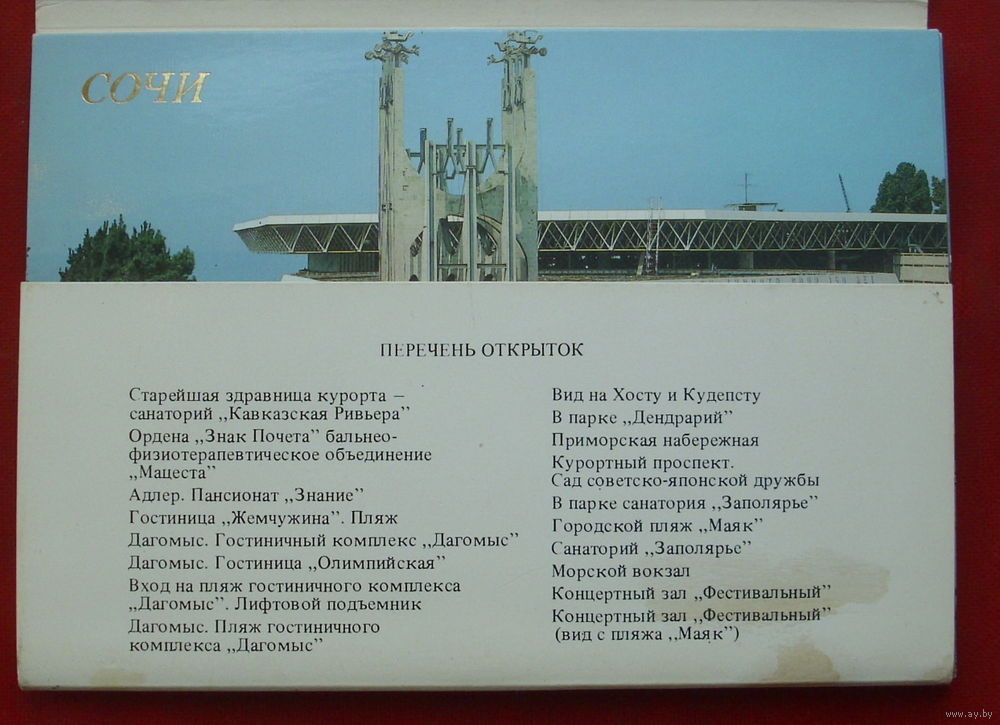 СОЧИ
ПЕРЕЧЕНЬ ОТКРЫТОК
Старейшая здравница курорта –
санаторий „Кавказская Ривьера”
Ордена „Знак Почета” бальнео-
физиотерапевтическое объединение
„Мацеста”
Адлер. Пансионат „Знание”
Гостиница „Жемчужина”. Пляж
Дагомыс. Гостиничный комплекс „Дагомыс”
Дагомыс. Гостиница „Олимпийская”
Вход на пляж гостиничного комплекса
„Дагомыс”. Лифтовой подъемник
Дагомыс. Пляж гостиничного
комплекса „Дагомыс”
Вид на Хосту и Кудепсту
В парке „Дендрарий”
Приморская набережная
Курортный проспект.
Сад советско-японской дружбы
В парке санатория „Заполярье”
Городской пляж „Маяк”
Санаторий „Заполярье”
Морской вокзал
Концертный зал „Фестивальный”
Концертный зал „Фестивальный”
(вид с пляжа „Маяк”)
www.ay.by